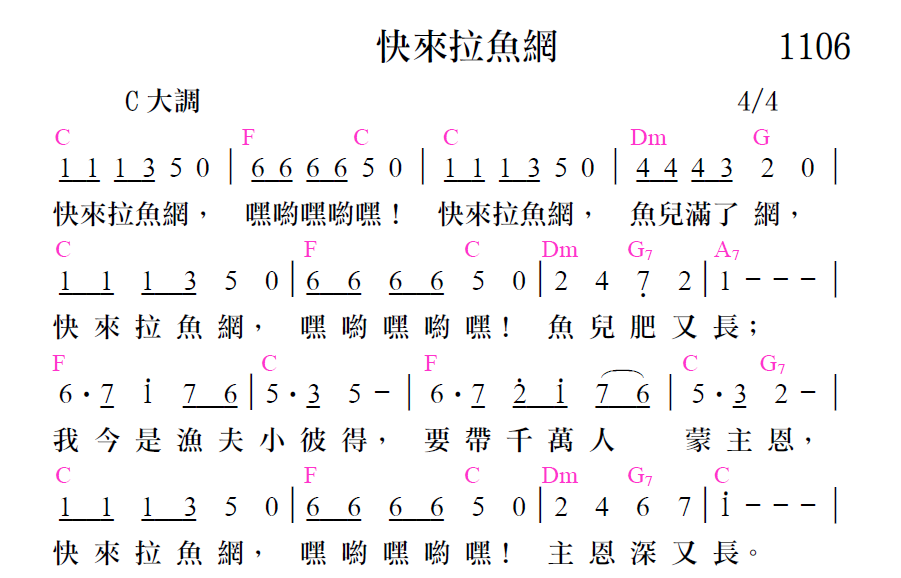 快來拉魚網 1106
C 大調 4/4
C F C C Dm G
1 1 1 3 5 0 | 6 6 6 6 5 0 | 1 1 1 3 5 0 | 4 4 4 3 2 0 |
快來拉魚網， 嘿喲嘿喲嘿！ 快來拉魚網， 魚兒滿了 網，
C F C Dm G7 A7
1 1 1 3 5 0 | 6 6 6 6 5 0 | 2 4 7̣ 2 | 1 - - - |
快 來 拉 魚 網， 嘿 喲 嘿 喲 嘿！ 魚 兒 肥 又 長；
F C F C G7
6 · 7 i̇ 7 6 | 5 · 3 5 - | 6 · 7 2̇ i̇ 7 6 | 5 · 3 2 - |
我 今 是 漁 夫 小 彼 得， 要 帶 千 萬 人 蒙 主 恩，
C F C Dm G7 C
1 1 1 3 5 0 | 6 6 6 6 5 0 | 2 4 6 7 | i̇ - - - |
快 來 拉 魚 網， 嘿 喲 嘿 喲 嘿！ 主 恩 深 又 長。